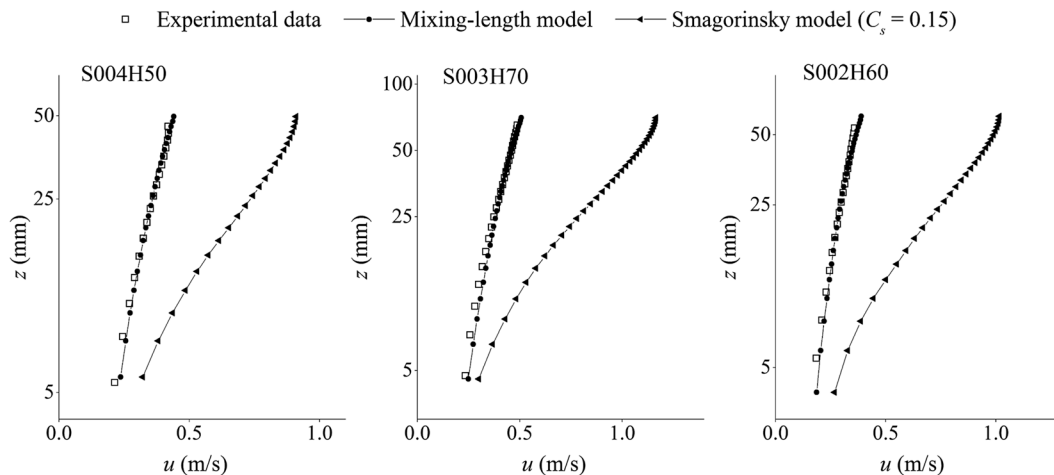 Experimental data
Mixing-length model
Smagorinsky model (Cs = 0.15)
S004H50
50
25
5
z (mm)
0.0 0.5 1.0
u (m/s)
S003H70
100
50
25
5
z (mm)
0.0 0.5 1.0
u (m/s)
S002H60
50
25
5
z (mm)
0.0 0.5 1.0
u (m/s)